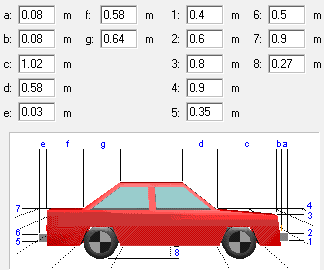 a: 0.08 m f: 0.58 m 1: 0.4 m 6: 0.5 m
b: 0.08 m g: 0.64 m 2: 0.6 m 7: 0.9 m
c: 1.02 m 3: 0.8 m 8: 0.27 m
d: 0.58 m 4: 0.9 m
e: 0.03 m 5: 0.35 m
e f g d c b a
7 4
3
6 2
5 1
8